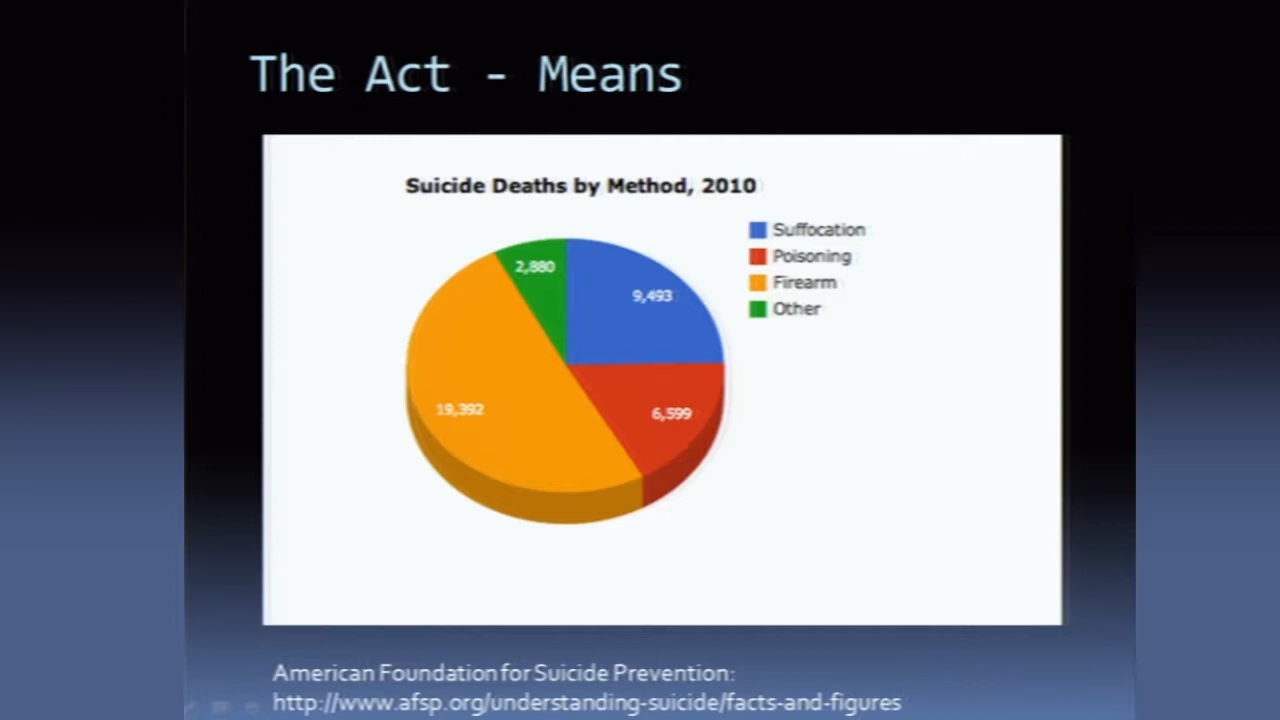 The Act - Means
Suicide Deaths by Method, 2010
Suffocation
Poisoning
Firearm
Other
2,880
9,493
19,392
6,599
American Foundation for Suicide Prevention:
http://www.afsp.org/understanding-suicide/facts-and-figures